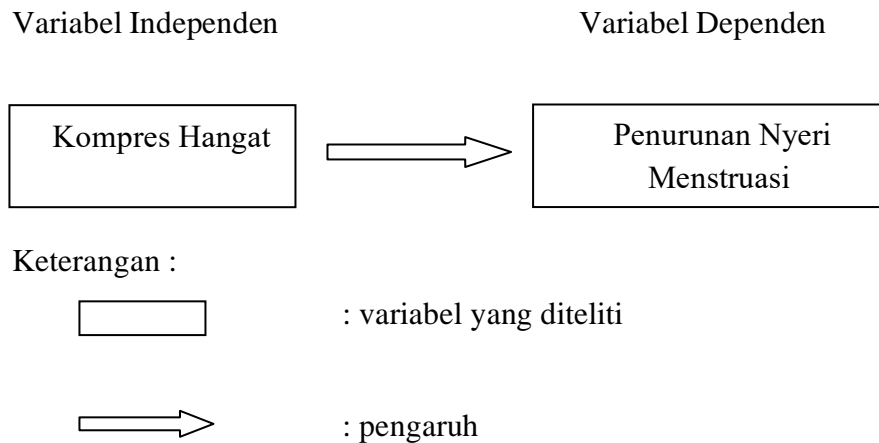 Variabel Independen Variabel Dependen
Kompres Hangat
Penurunan Nyeri
Menstruasi
Keterangan :
: variabel yang diteliti
: pengaruh